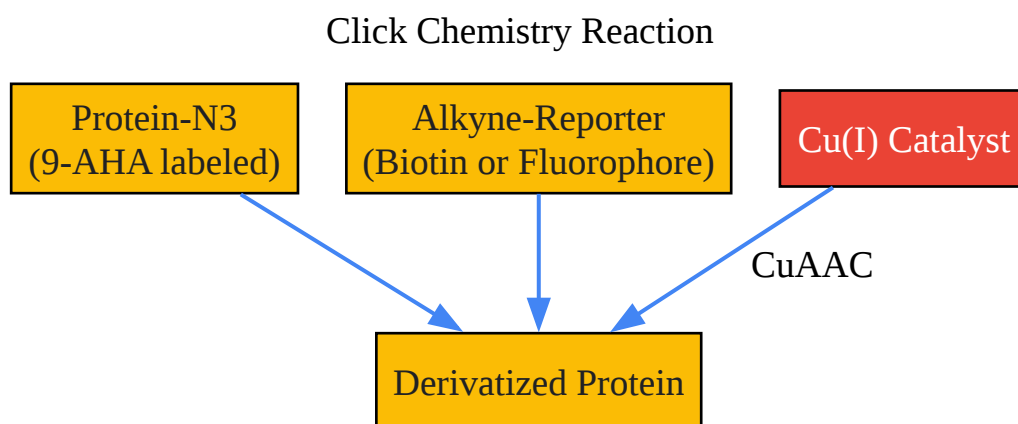 Click Chemistry Reaction
Protein-N3
(9-AHA labeled)
Alkyne-Reporter
(Biotin or Fluorophore)
Cu(I) Catalyst
CuAAC
Derivatized Protein